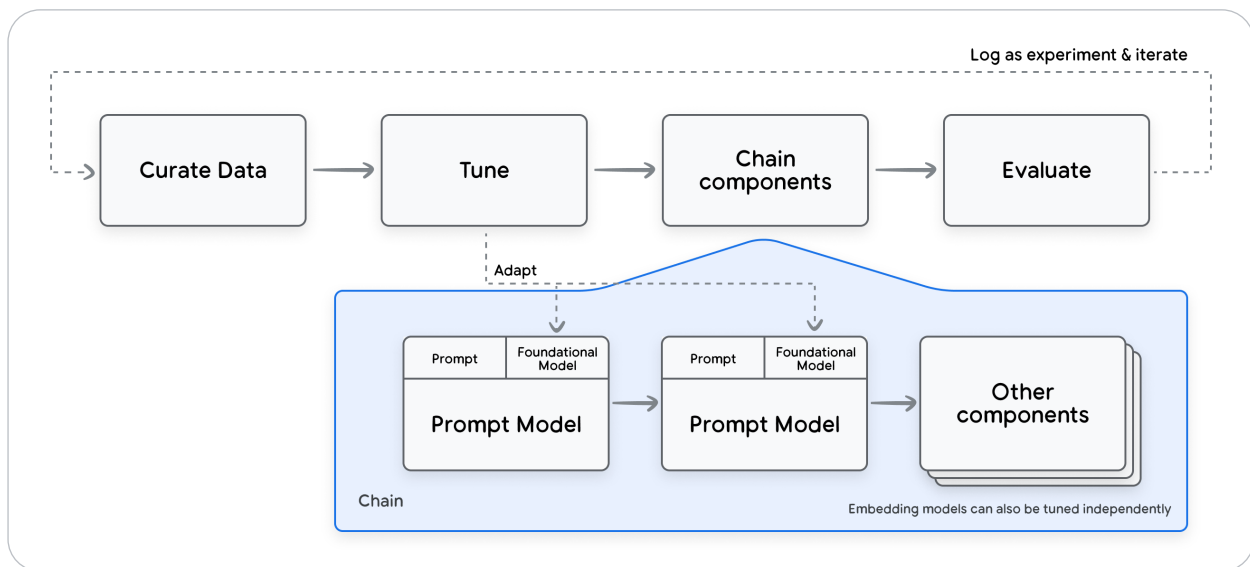 Log as experiment & iterate
Curate Data
Tune
Chain
components
Evaluate
Adapt
Prompt
Foundational
Model
Prompt Model
Prompt
Foundational
Model
Prompt Model
Other
components
Chain
Embedding models can also be tuned independently